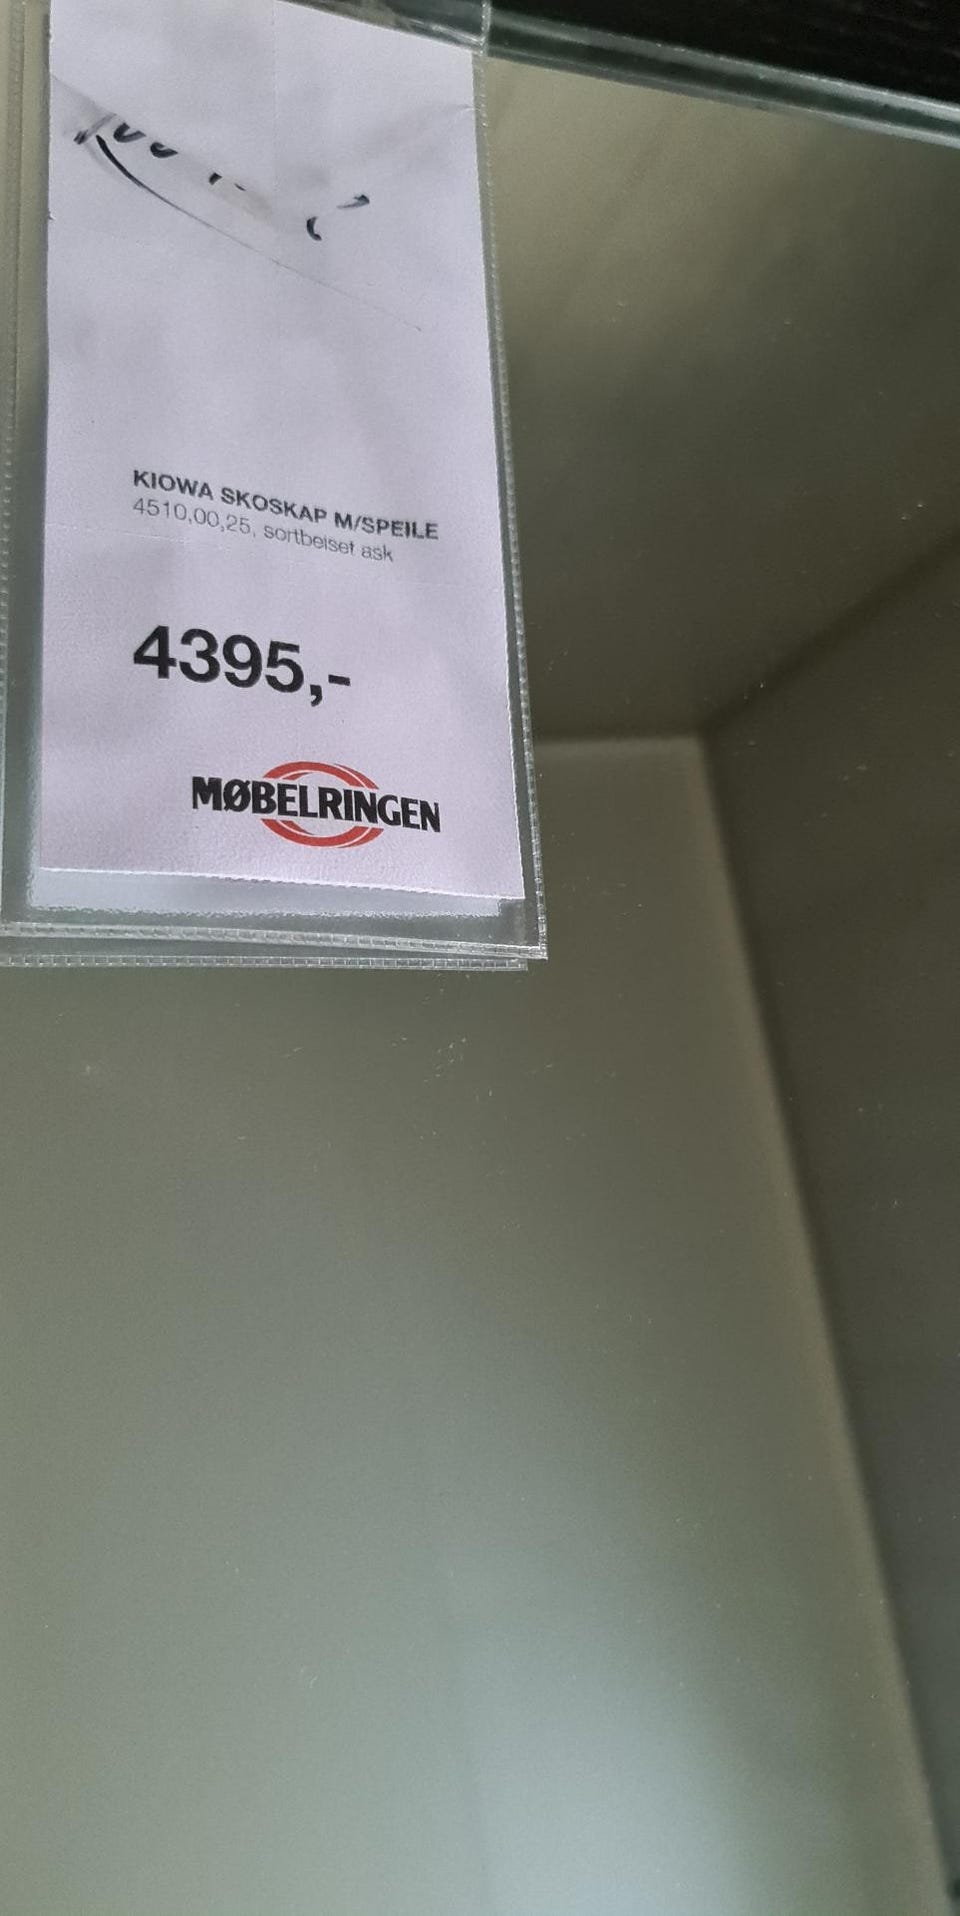 KIOWA SKOSKAP M/SPEILE
4510,00,25, sortbeiset ask
4395,-
MØBELRINGEN